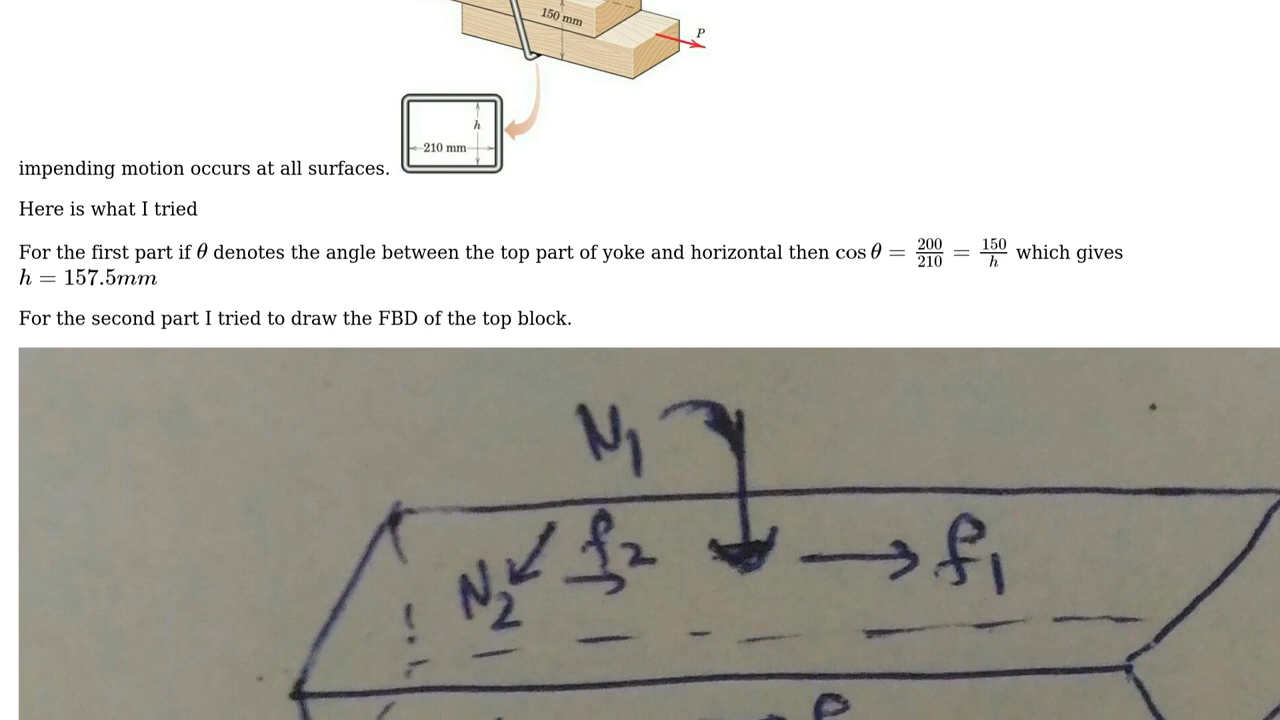 150 mm
P
h
210 mm
impending motion occurs at all surfaces.
Here is what I tried
For the first part if θ denotes the angle between the top part of yoke and horizontal then cos θ = 200/210 = 150/h which gives
h = 157.5mm
For the second part I tried to draw the FBD of the top block.
N₁
f₂
N₂
f₁